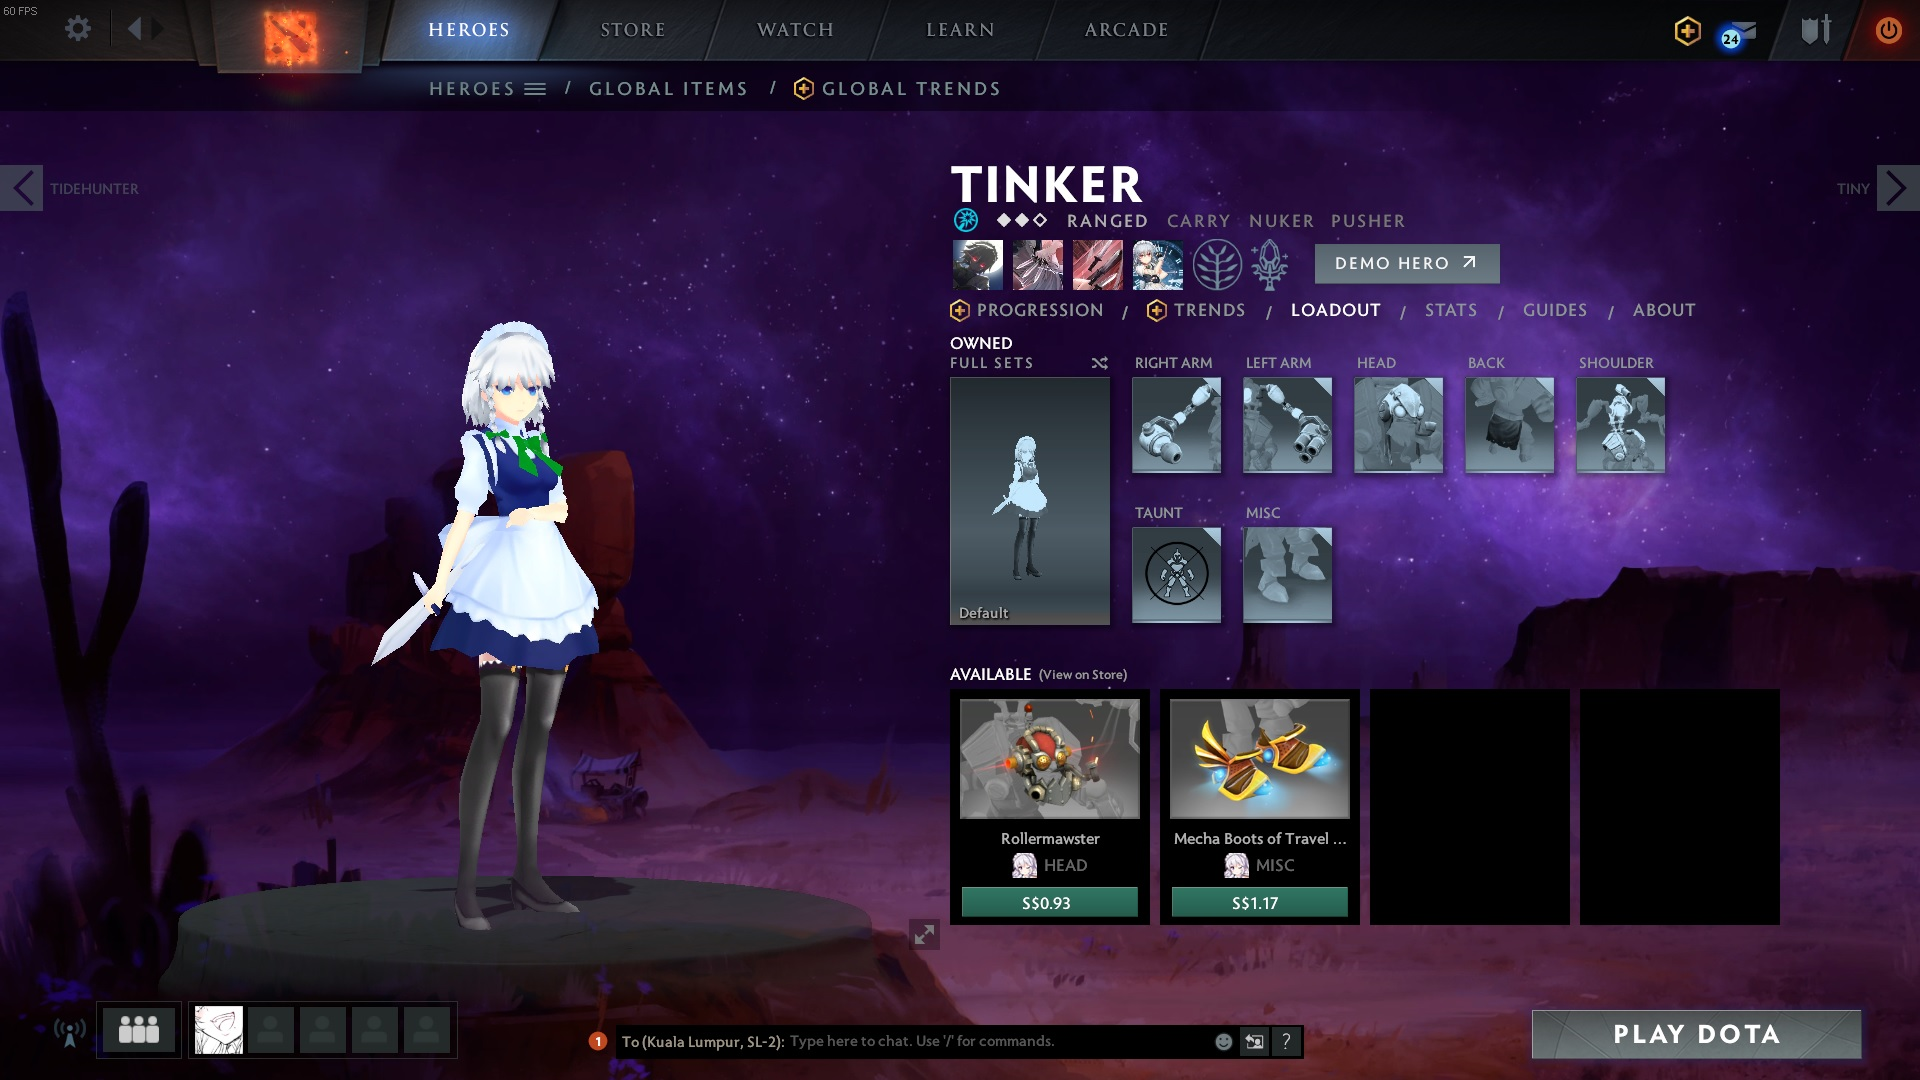 60 FPS
HEROES
STORE
WATCH
LEARN
ARCADE
24
HEROES / GLOBAL ITEMS / GLOBAL TRENDS
TIDEHUNTER
TINY
TINKER
RANGED CARRY NUKER PUSHER
DEMO HERO
PROGRESSION / TRENDS / LOADOUT / STATS / GUIDES / ABOUT
OWNED
FULL SETS
RIGHT ARM
LEFT ARM
HEAD
BACK
SHOULDER
Default
TAUNT
MISC
AVAILABLE (View on Store)
Rollermawster
HEAD
S$0.93
Mecha Boots of Travel ...
MISC
S$1.17
1
To (Kuala Lumpur, SL-2): Type here to chat. Use '/' for commands.
?
PLAY DOTA